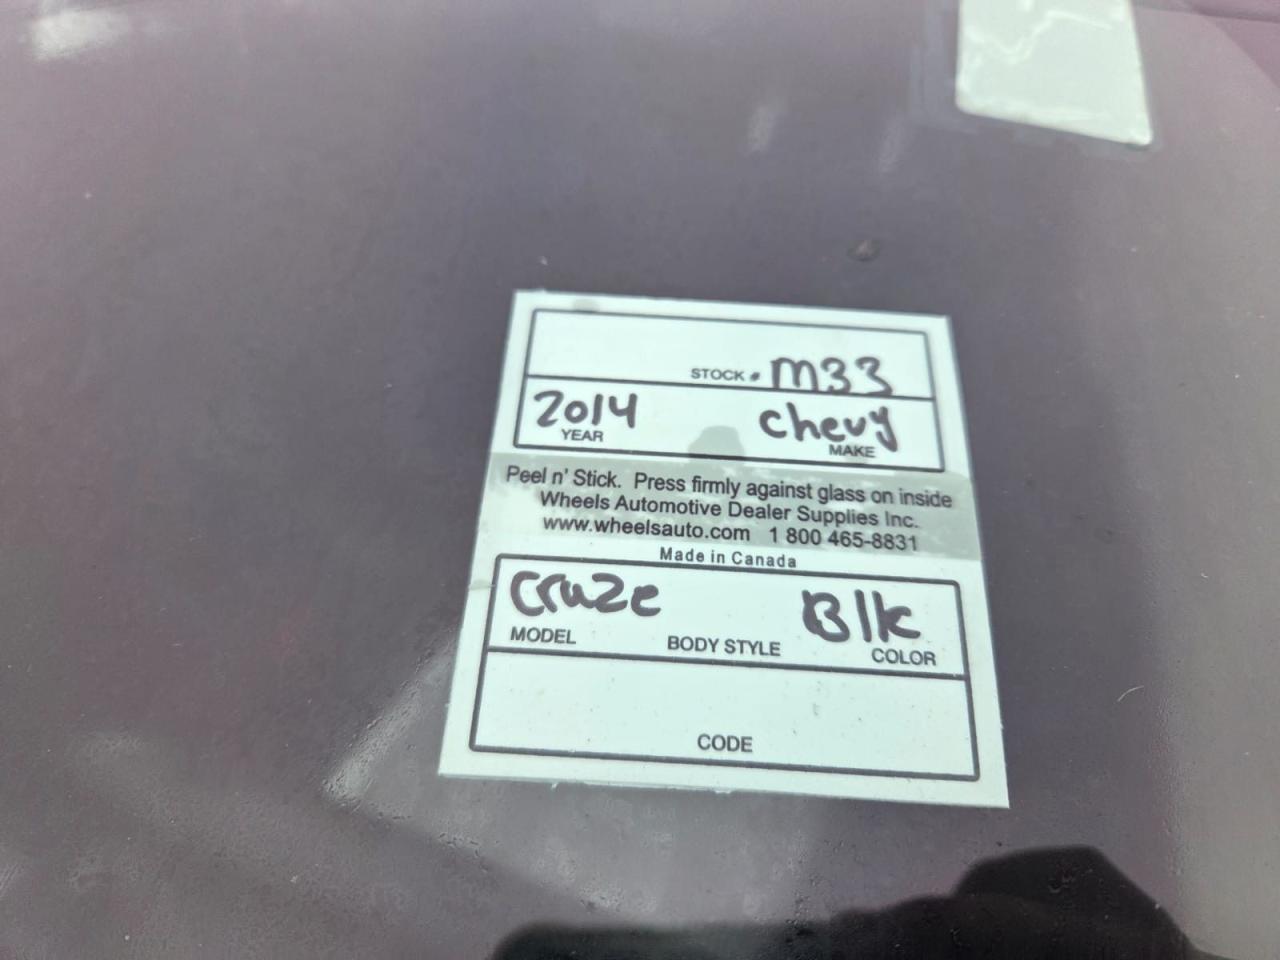 STOCK # M33
2014 Chevy
YEAR MAKE
Peel n' Stick. Press firmly against glass on inside
Wheels Automotive Dealer Supplies Inc.
www.wheelsauto.com 1 800 465-8831
Made in Canada
Cruze Blk
MODEL BODY STYLE COLOR
CODE